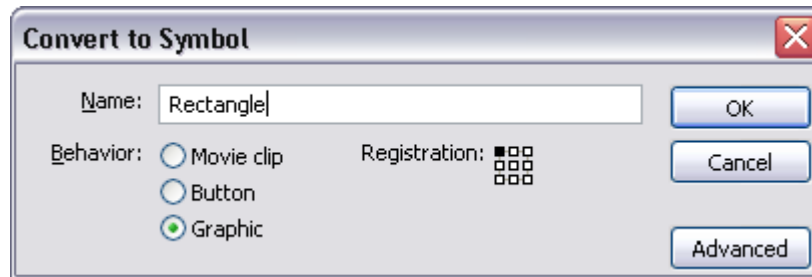 Convert to Symbol
Name: Rectangle
OK
Behavior: Movie clip Registration:
Cancel
Button
Graphic
Advanced